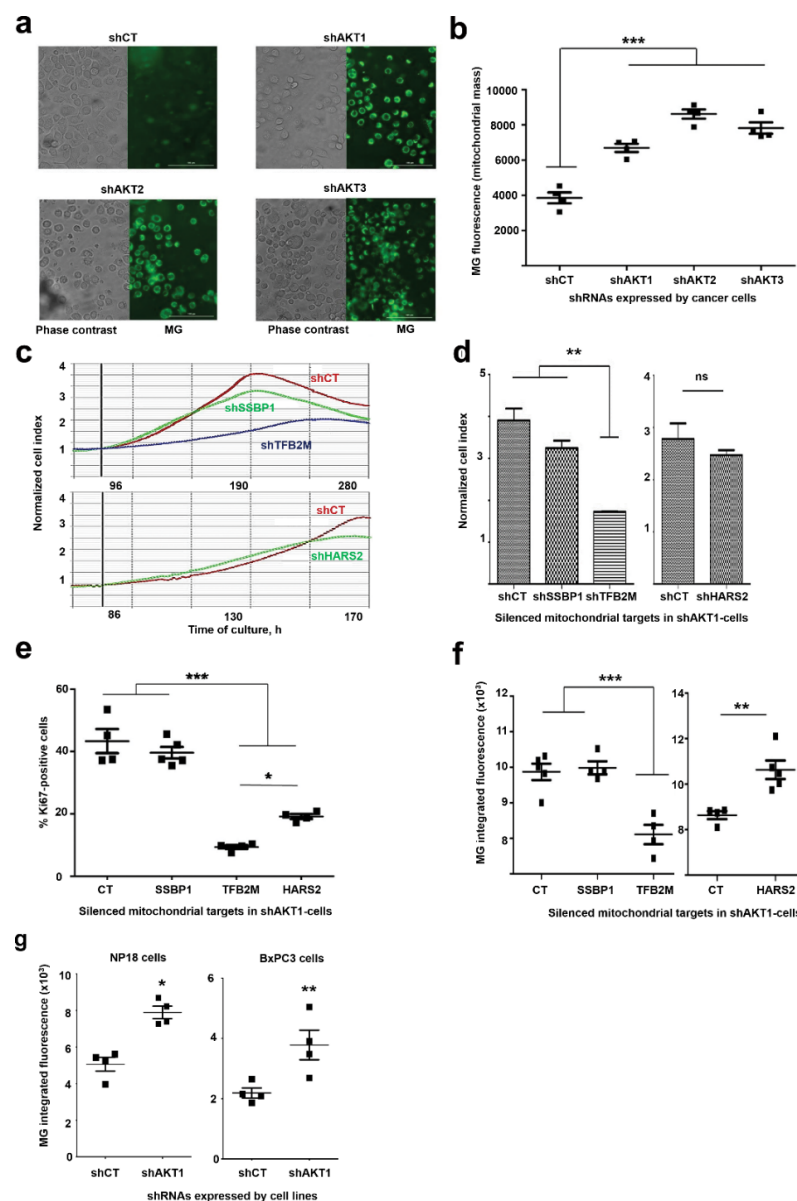 a
shCT
shAKT1
shAKT2
shAKT3
Phase contrast
MG
Phase contrast
MG
b
***
MG fluorescence (mitochondrial mass)
10000
8000
6000
4000
2000
shCT
shAKT1
shAKT2
shAKT3
shRNAs expressed by cancer cells
c
Normalized cell index
4
3
2
1
shCT
shSSBP1
shTFB2M
96
190
280
4
3
2
1
shCT
shHARS2
86
130
170
Time of culture, h
d
Normalized cell index
5
4
3
2
1
0
**
shCT
shSSBP1
shTFB2M
4
3
2
1
0
ns
shCT
shHARS2
Silenced mitochondrial targets in shAKT1-cells
e
% Ki67-positive cells
60
40
20
0
***
*
CT
SSBP1
TFB2M
HARS2
Silenced mitochondrial targets in shAKT1-cells
f
MG integrated fluorescence (x10³)
12
11
10
9
8
***
CT
SSBP1
TFB2M
14
12
10
8
**
CT
HARS2
Silenced mitochondrial targets in shAKT1-cells
g
MG integrated fluorescence (x10³)
NP18 cells
10
8
6
4
2
0
*
shCT
shAKT1
BxPC3 cells
6
4
2
0
**
shCT
shAKT1
shRNAs expressed by cell lines